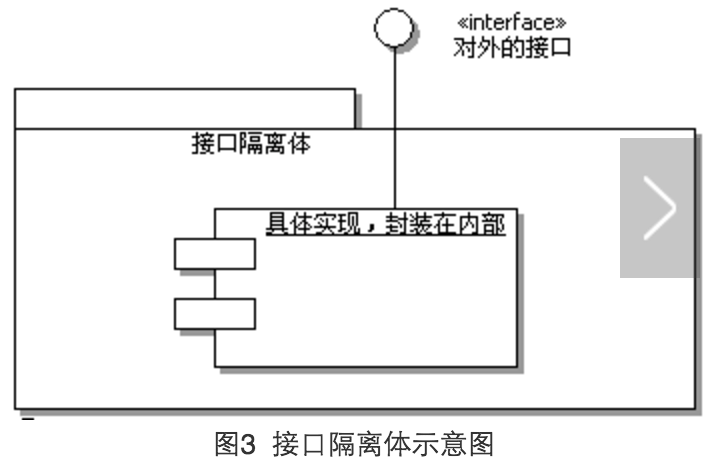 «interface»
对外的接口
接口隔离体
具体实现，封装在内部
图3 接口隔离体示意图